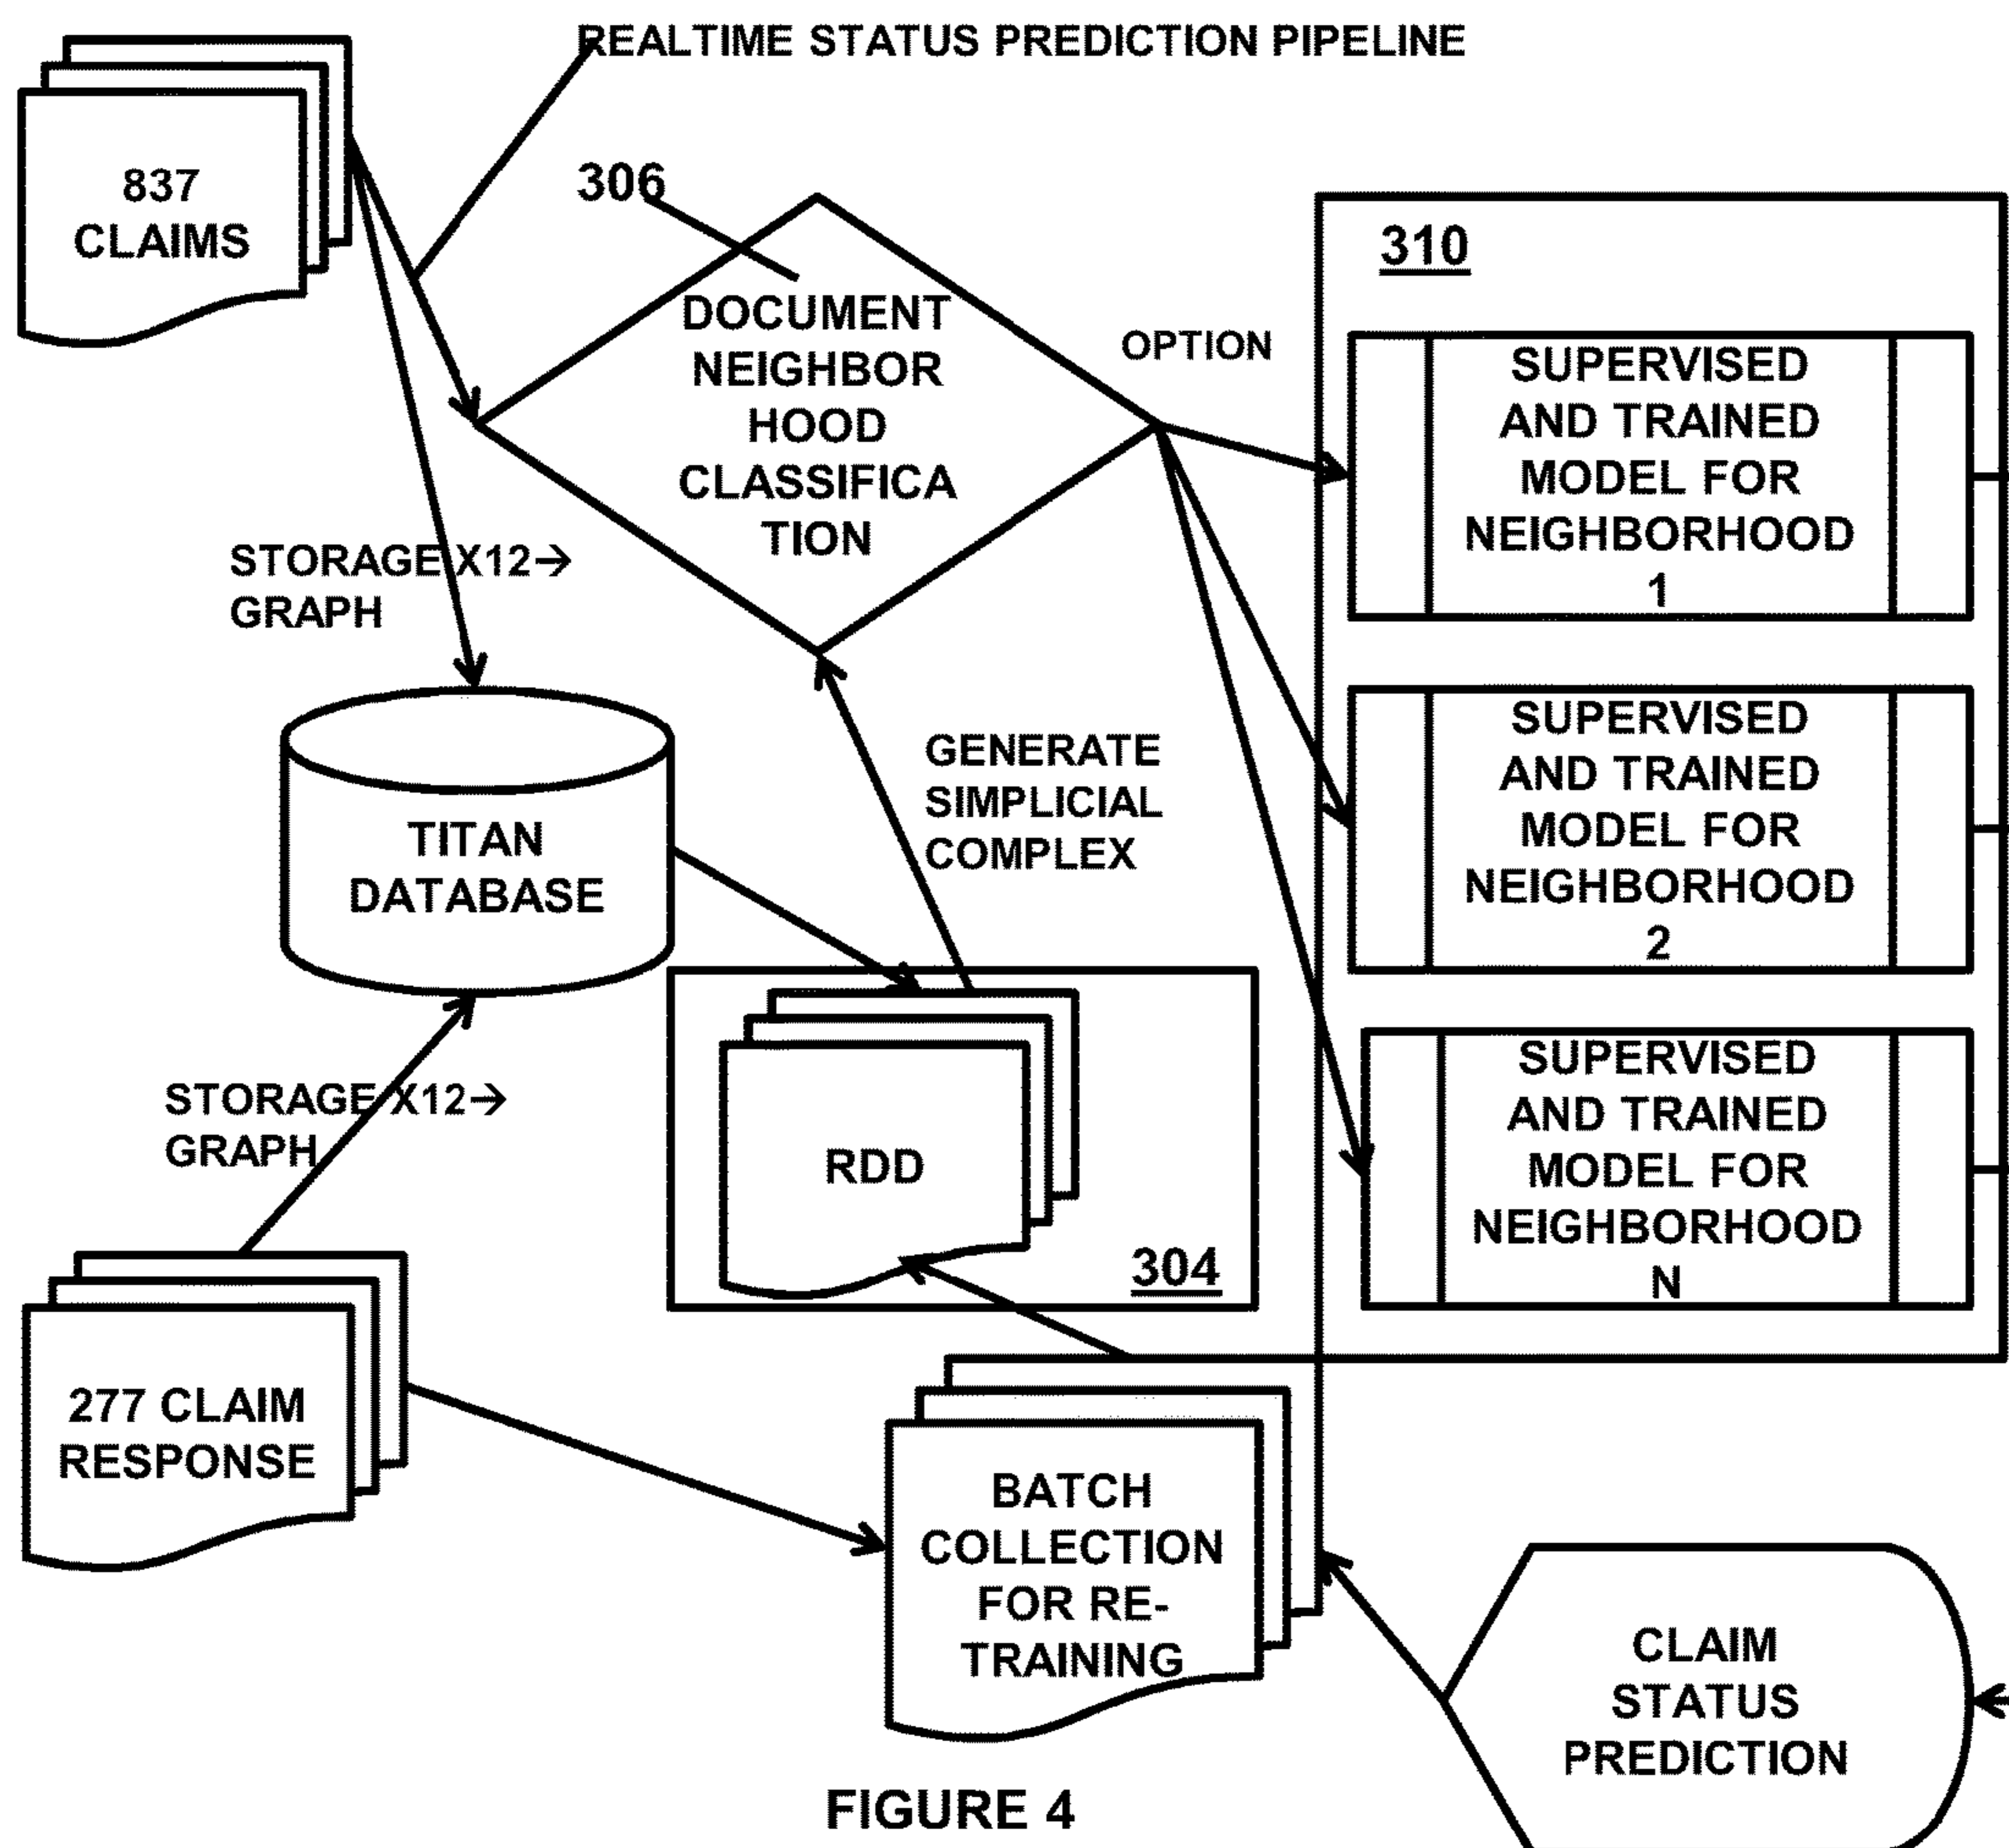 REALTIME STATUS PREDICTION PIPELINE
837
CLAIMS
306
DOCUMENT
NEIGHBOR
HOOD
CLASSIFICA
TION
OPTION
310
SUPERVISED
AND TRAINED
MODEL FOR
NEIGHBORHOOD
1
STORAGE X12→
GRAPH
TITAN
DATABASE
GENERATE
SIMPLICIAL
COMPLEX
SUPERVISED
AND TRAINED
MODEL FOR
NEIGHBORHOOD
2
STORAGE X12→
GRAPH
RDD
304
SUPERVISED
AND TRAINED
MODEL FOR
NEIGHBORHOOD
N
277 CLAIM
RESPONSE
BATCH
COLLECTION
FOR RE-
TRAINING
CLAIM
STATUS
PREDICTION
FIGURE 4